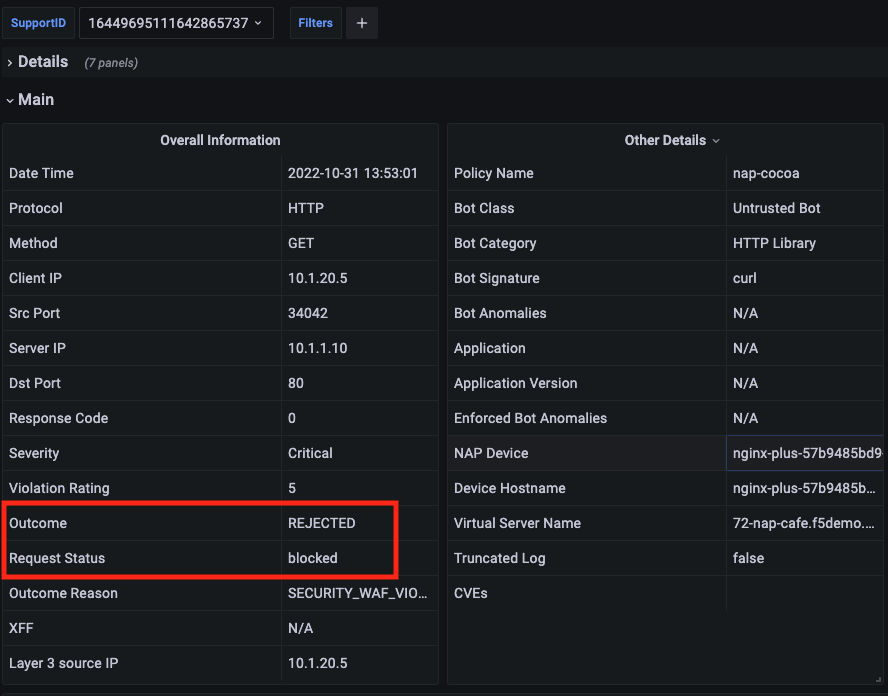 SupportID 16449695111642865737 Filters +
Details (7 panels)
Main
Overall Information
Date Time 2022-10-31 13:53:01
Protocol HTTP
Method GET
Client IP 10.1.20.5
Src Port 34042
Server IP 10.1.1.10
Dst Port 80
Response Code 0
Severity Critical
Violation Rating 5
Outcome REJECTED
Request Status blocked
Outcome Reason SECURITY_WAF_VIO...
XFF N/A
Layer 3 source IP 10.1.20.5
Other Details
Policy Name nap-cocoa
Bot Class Untrusted Bot
Bot Category HTTP Library
Bot Signature curl
Bot Anomalies N/A
Application N/A
Application Version N/A
Enforced Bot Anomalies N/A
NAP Device nginx-plus-57b9485bd9-
Device Hostname nginx-plus-57b9485b...
Virtual Server Name 72-nap-cafe.f5demo....
Truncated Log false
CVEs